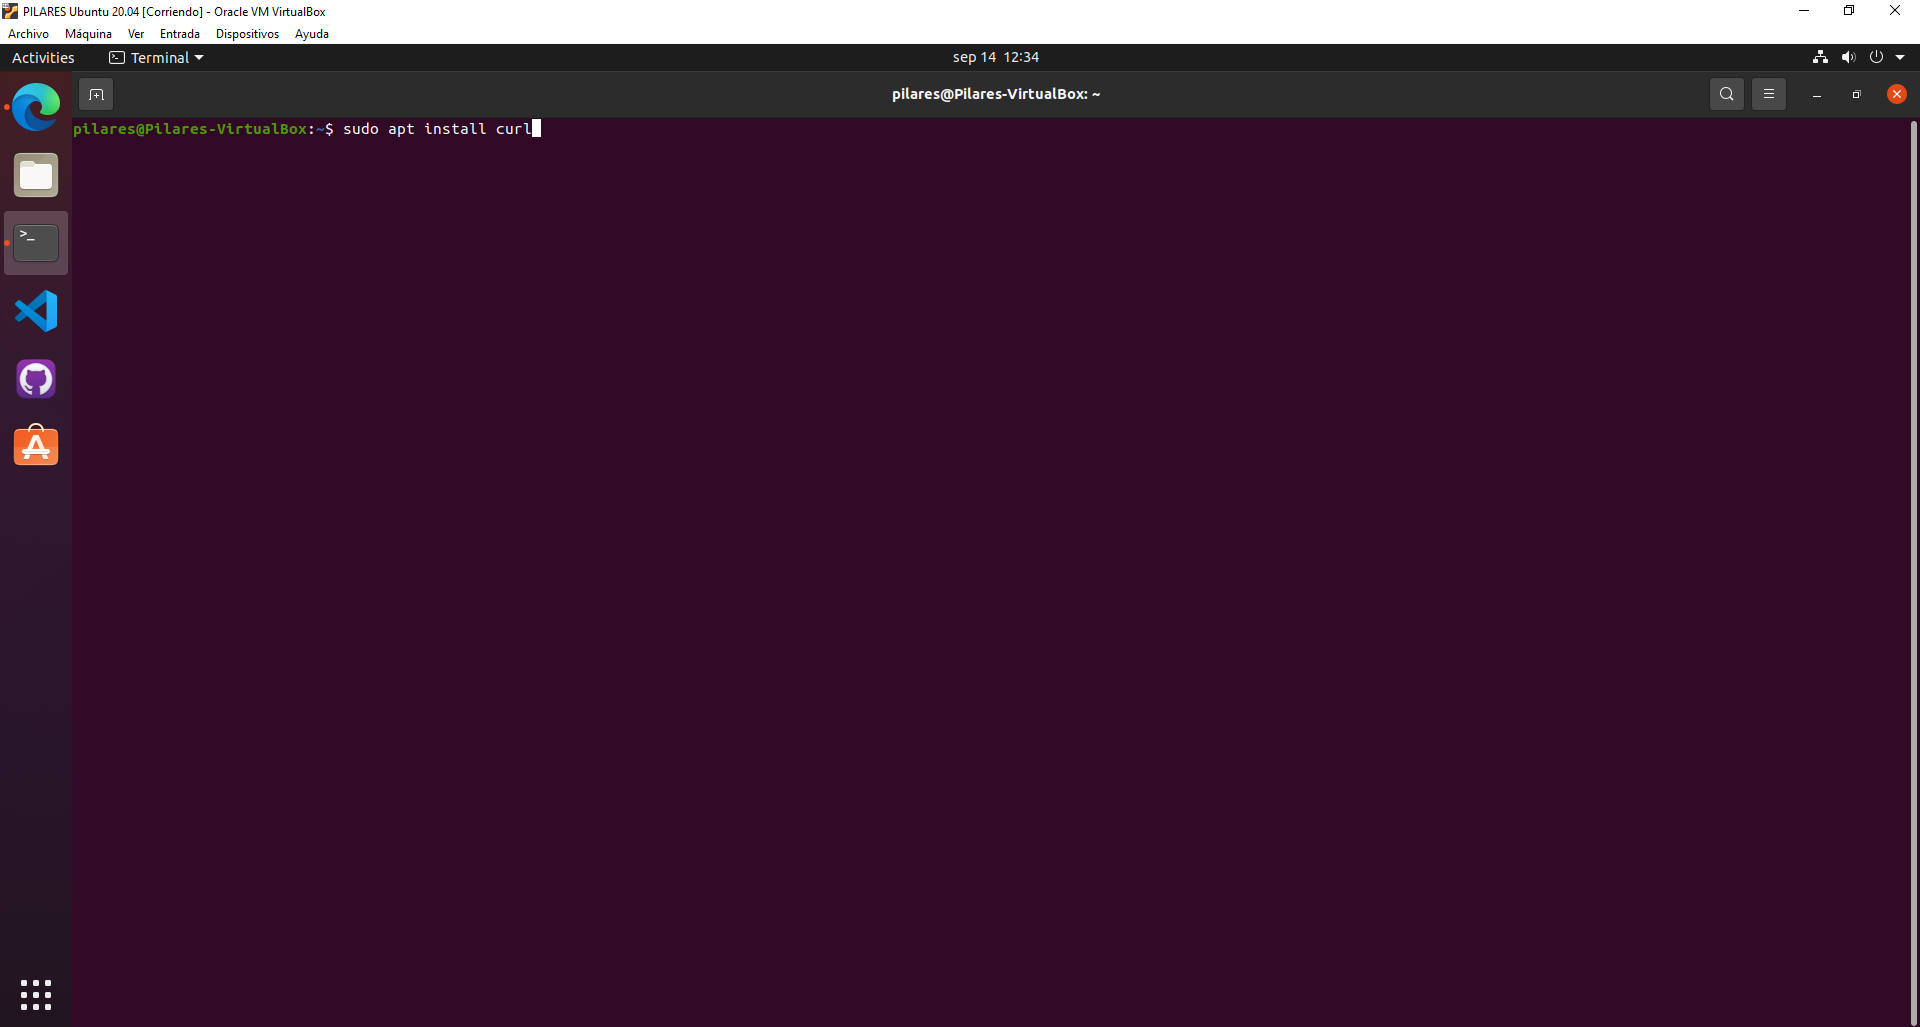 PILARES Ubuntu 20.04 [Corriendo] - Oracle VM VirtualBox
Archivo Máquina Ver Entrada Dispositivos Ayuda
Activities Terminal sep 14 12:34
pilares@Pilares-VirtualBox: ~
pilares@Pilares-VirtualBox:~$ sudo apt install curl